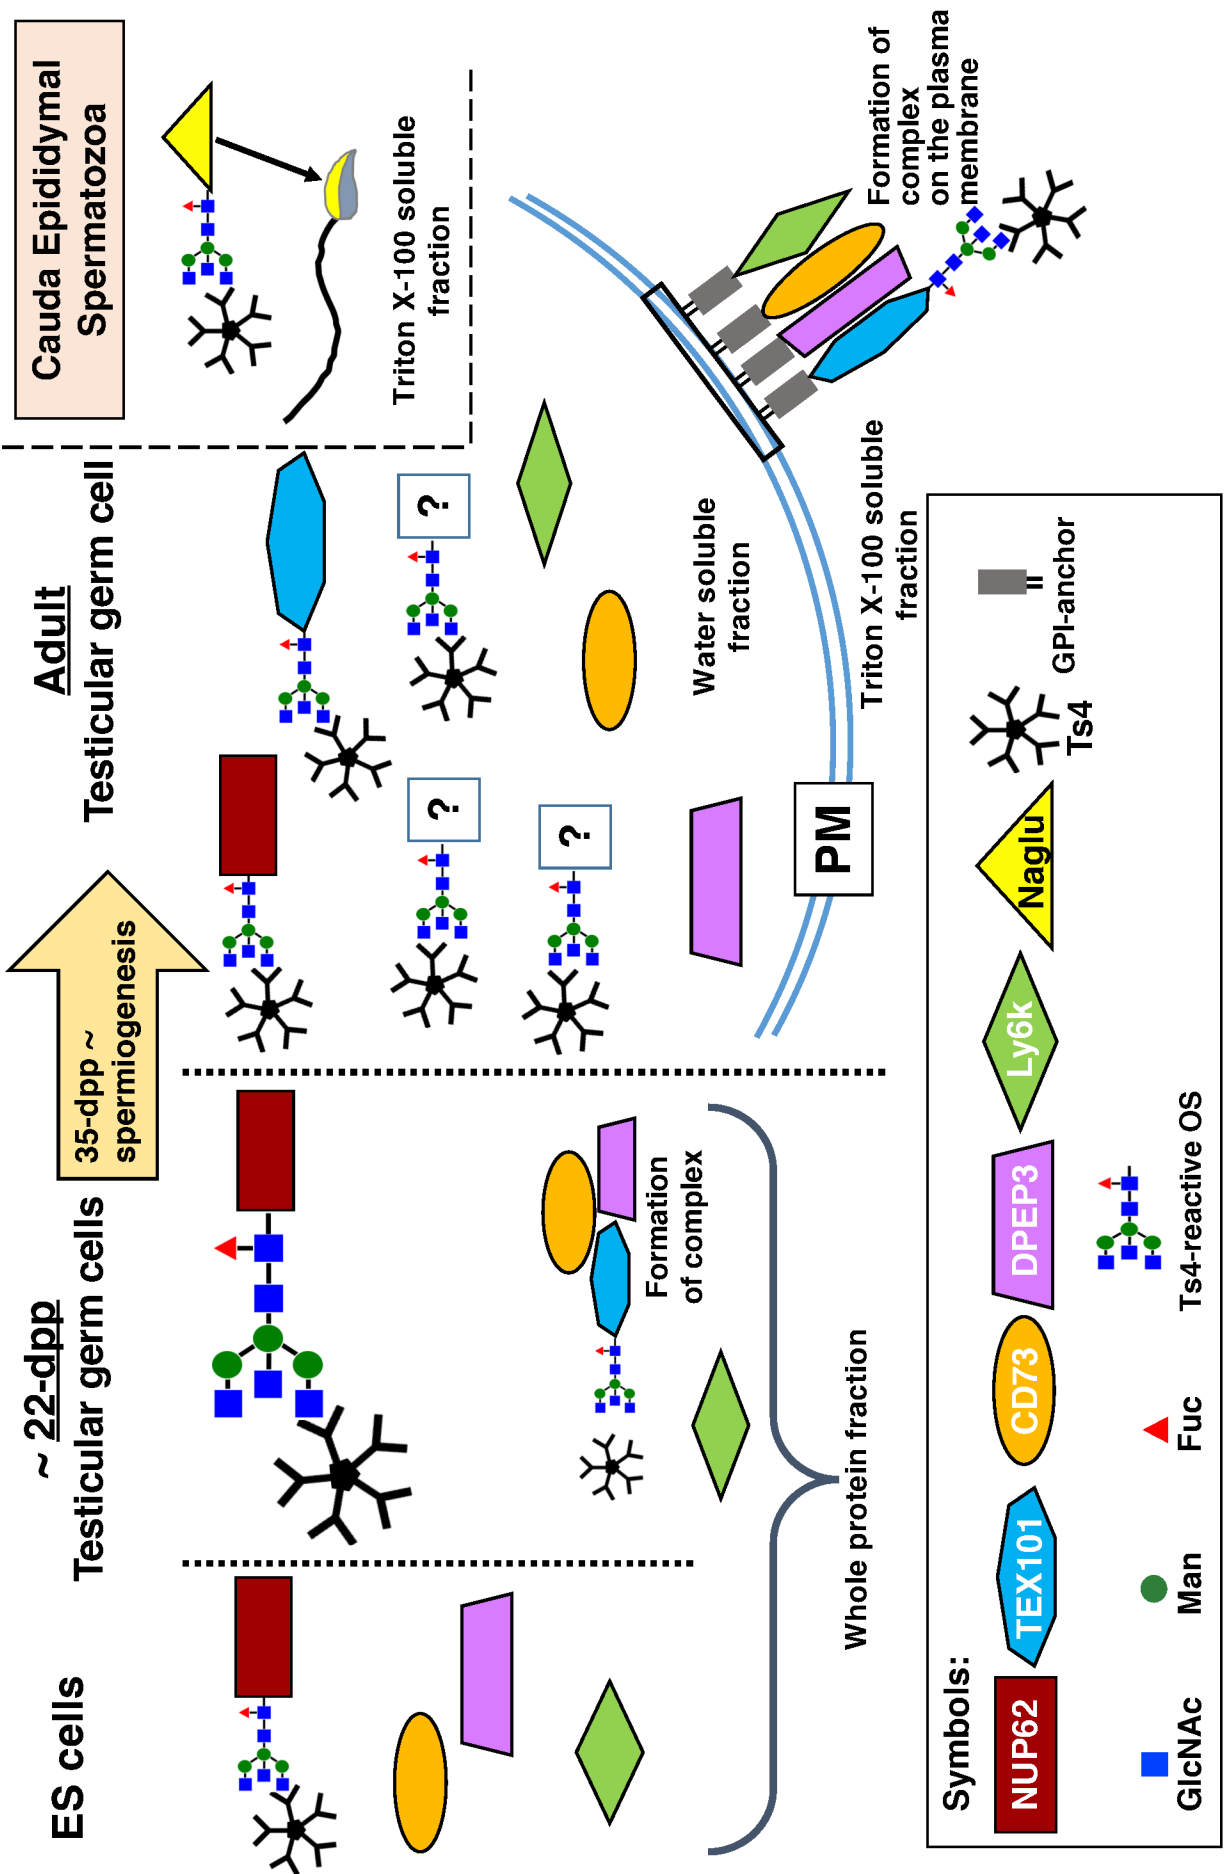 ES cells
~ 22-dpp
Testicular germ cells
35-dpp ~
spermiogenesis
Adult
Testicular germ cell
Cauda Epididymal
Spermatozoa
Triton X-100 soluble
fraction
?
?
?
Formation
of complex
Whole protein fraction
Water soluble
fraction
PM
Triton X-100 soluble
fraction
Formation of
complex
on the plasma
membrane
Symbols:
NUP62
TEX101
CD73
DPEP3
Ly6k
Naglu
Ts4
GPI-anchor
GlcNAc
Man
Fuc
Ts4-reactive OS